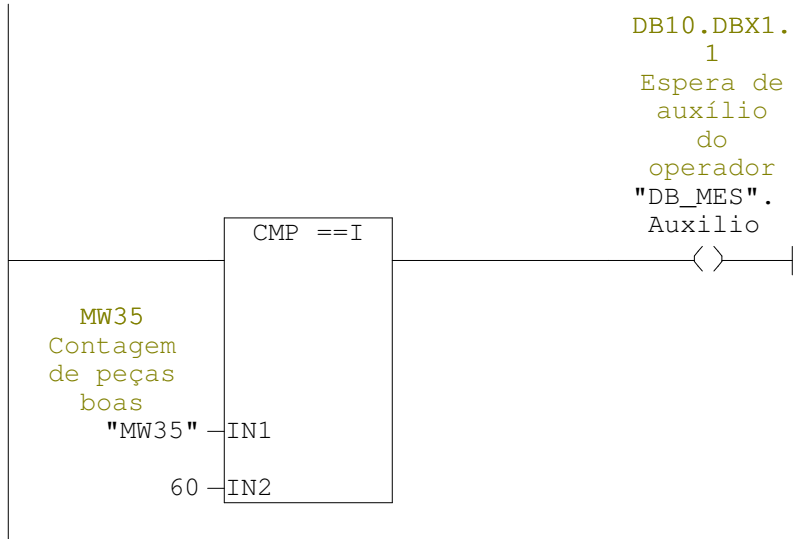 DB10.DBX1.
1
Espera de
auxílio
do
operador
"DB_MES".
Auxilio
CMP ==I
MW35
Contagem
de peças
boas
"MW35" IN1
60 IN2